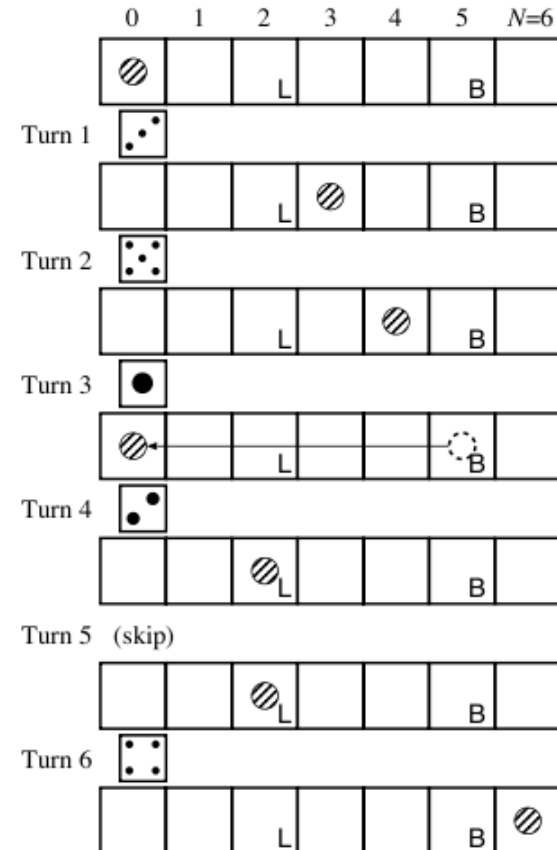 0 1 2 3 4 5 N=6
L B
Turn 1
L B
Turn 2
L B
Turn 3
L B
Turn 4
L B
Turn 5 (skip)
L B
Turn 6
L B